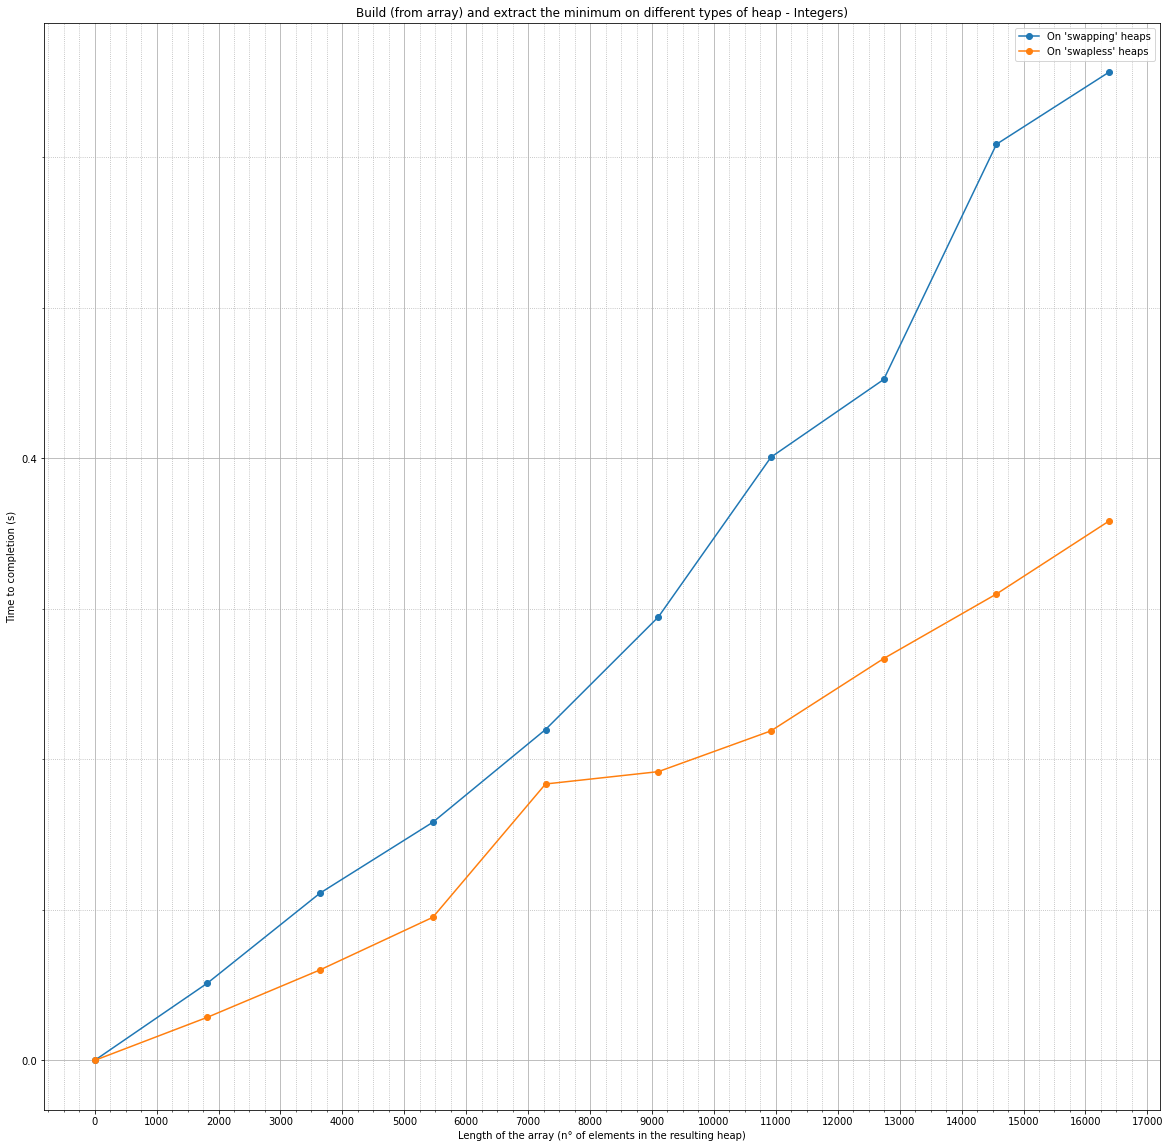 Build (from array) and extract the minimum on different types of heap - Integers)
On 'swapping' heaps
On 'swapless' heaps
0.4
0.0
Time to completion (s)
0 1000 2000 3000 4000 5000 6000 7000 8000 9000 10000 11000 12000 13000 14000 15000 16000 17000
Length of the array (n° of elements in the resulting heap)